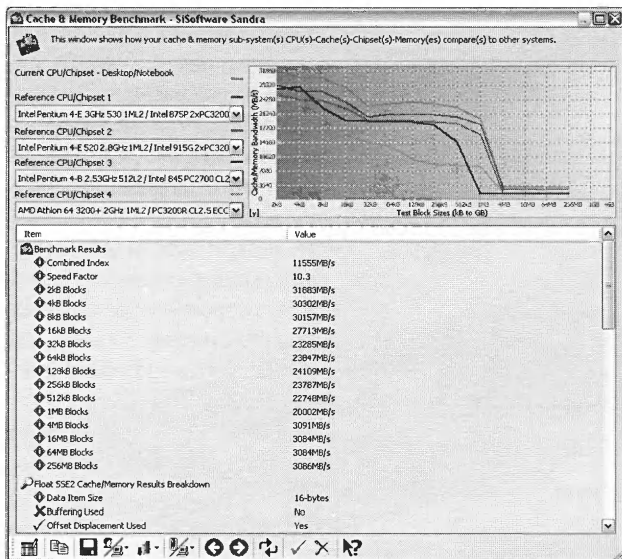 Cache & Memory Benchmark - SiSoftware Sandra
This window shows how your cache & memory sub-system(s) CPU(s)-Cache(s)-Chipset(s)-Memory(es) compare(s) to other systems.
Current CPU/Chipset - Desktop/Notebook
Reference CPU/Chipset 1
Intel Pentium 4-E 3GHz 530 1ML2 / Intel 875P 2xPC3200
Reference CPU/Chipset 2
Intel Pentium 4-E 520 2.8GHz 1ML2 / Intel 915G 2xPC320
Reference CPU/Chipset 3
Intel Pentium 4-B 2.53GHz 512L2 / Intel 845 PC2700 CL2
Reference CPU/Chipset 4
AMD Athlon 64 3200+ 2GHz 1ML2 / PC3200R CL2.5 ECC
Cache/Memory Bandwidth (MB/s)
[y]
Test Block Sizes (kB to GB)
Item Value
Benchmark Results
Combined Index 11555MB/s
Speed Factor 10.3
2kB Blocks 31883MB/s
4kB Blocks 30302MB/s
8kB Blocks 30157MB/s
16kB Blocks 27713MB/s
32kB Blocks 23285MB/s
64kB Blocks 23847MB/s
128kB Blocks 24109MB/s
256kB Blocks 23787MB/s
512kB Blocks 22748MB/s
1MB Blocks 20002MB/s
4MB Blocks 3091MB/s
16MB Blocks 3084MB/s
64MB Blocks 3084MB/s
256MB Blocks 3086MB/s
Float SSE2 Cache/Memory Results Breakdown
Data Item Size 16-bytes
Buffering Used No
Offset Displacement Used Yes